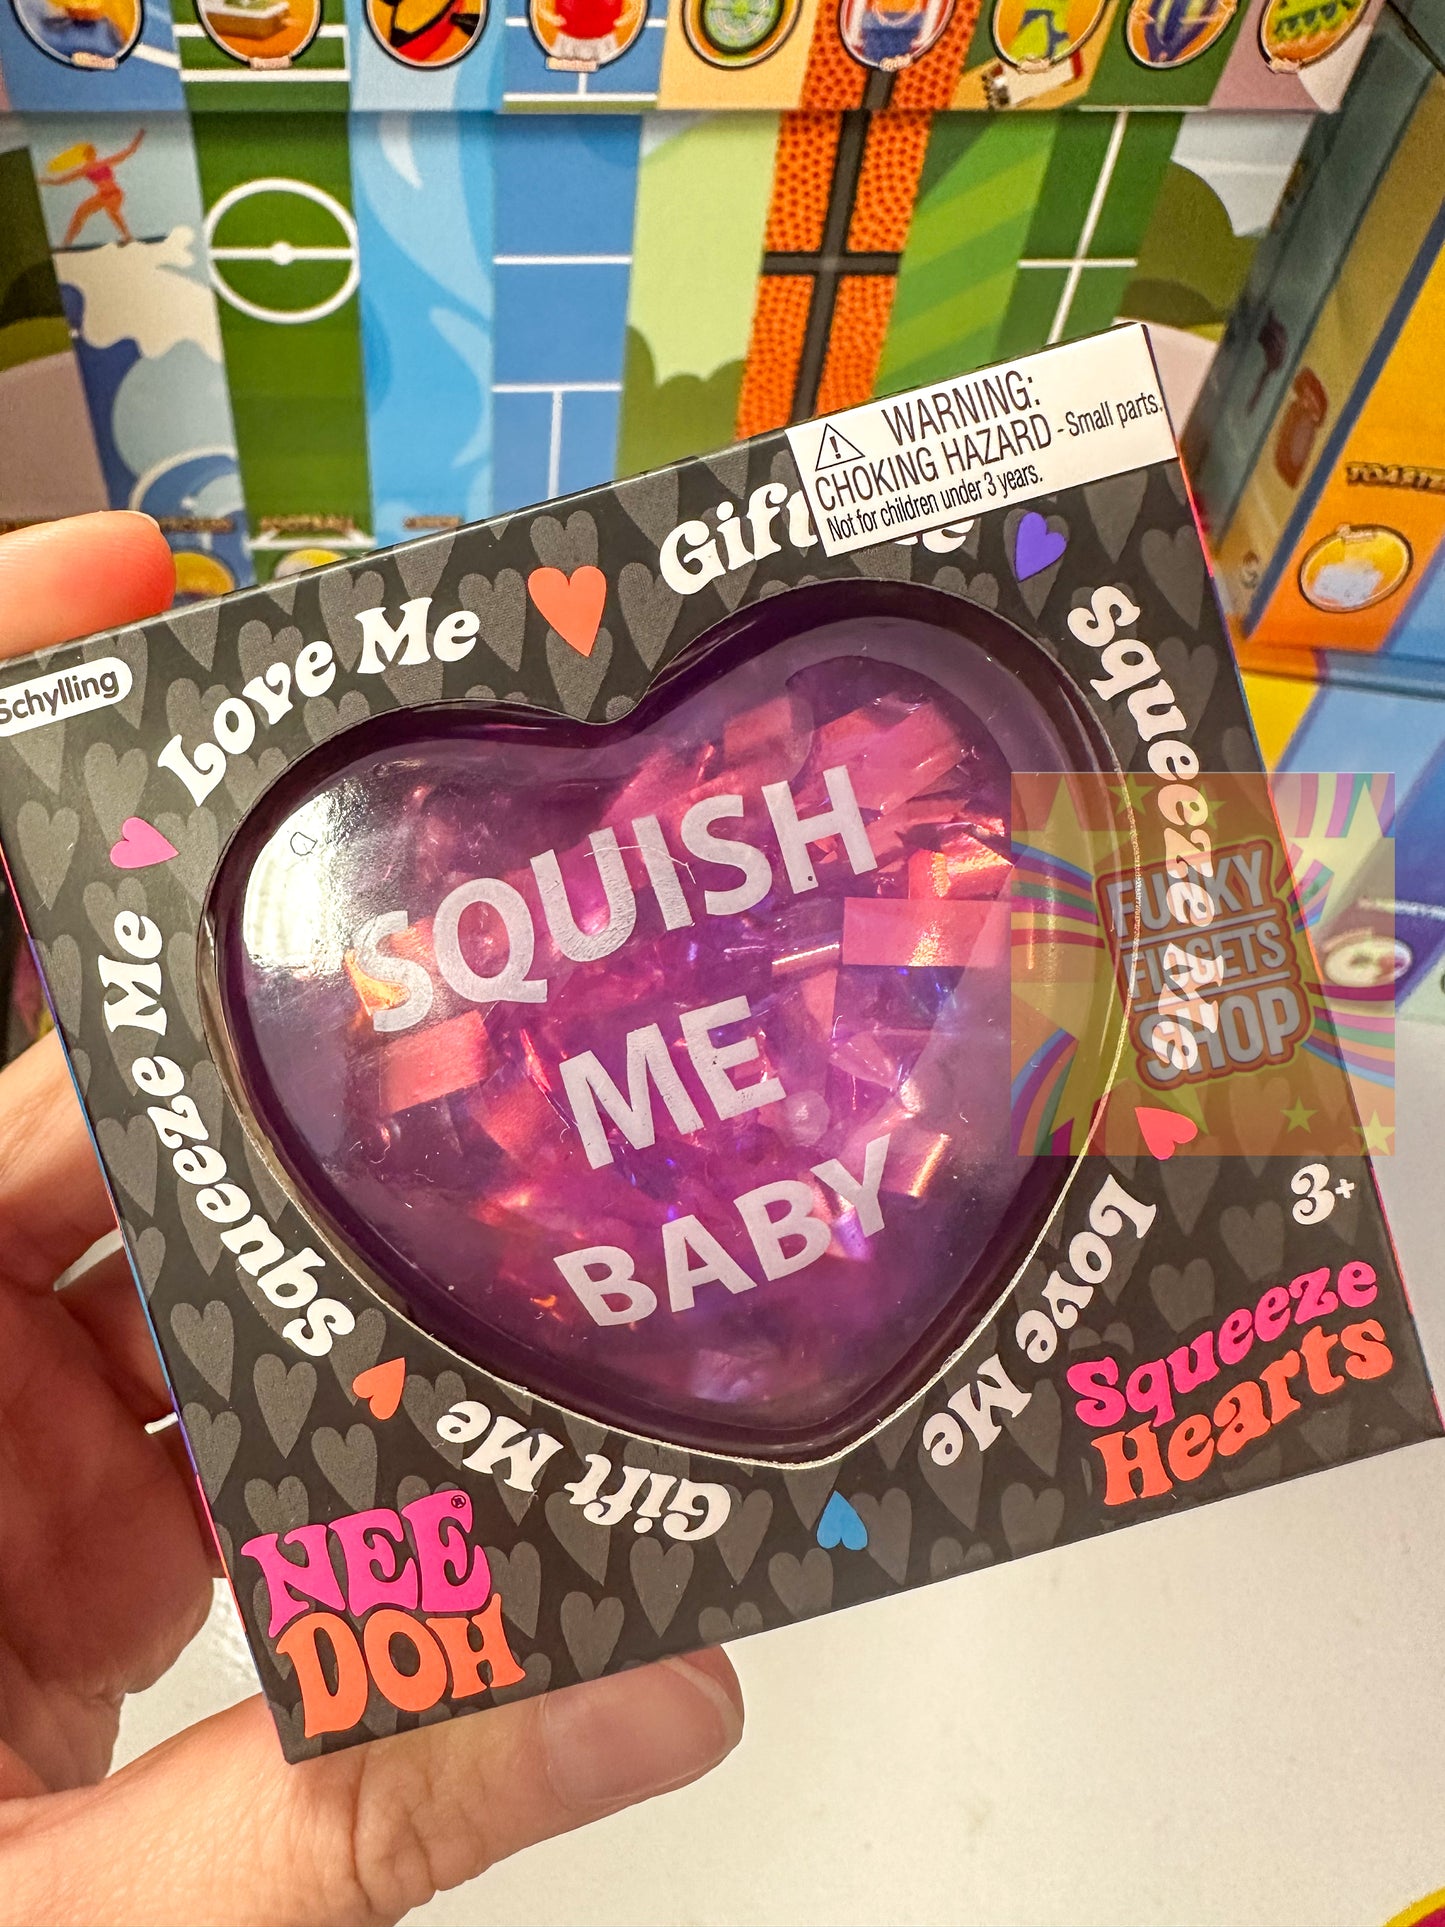 WARNING:
CHOKING HAZARD - Small parts.
Not for children under 3 years.
Schylling
Love Me
Gift
Squeeze Me
Squeeze Me
SQUISH
ME
BABY
FUNKY
FIDGETS
SHOP
Love Me
Gift Me
3+
Squeeze
Hearts
NEE
DOH®